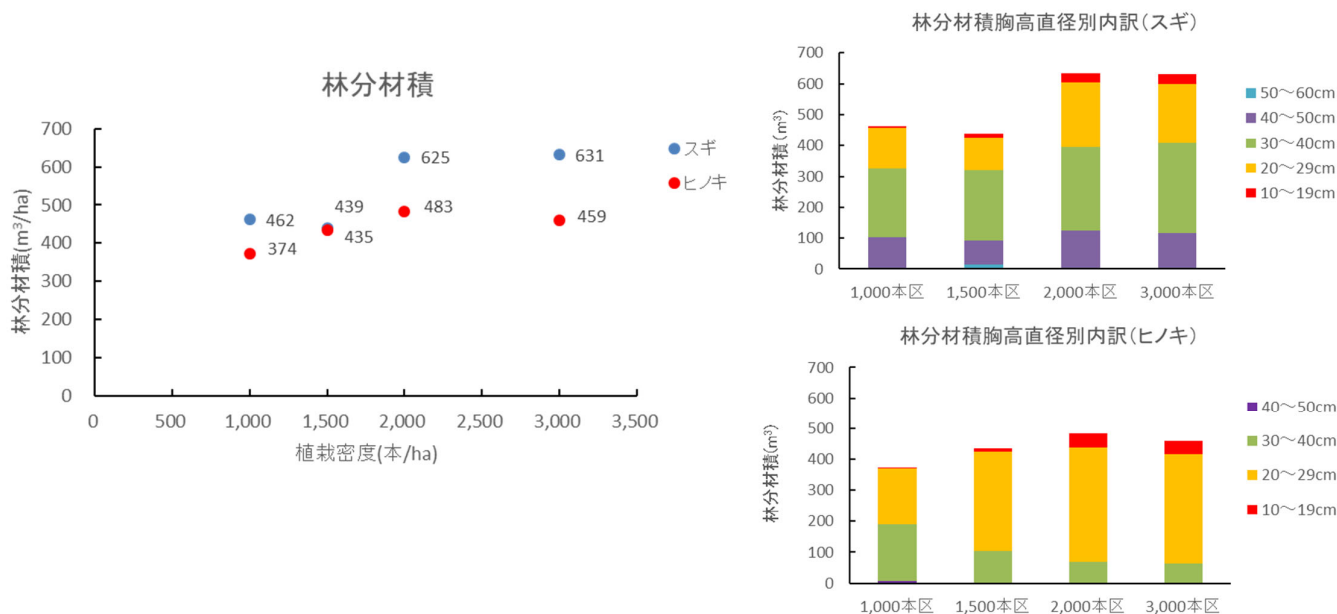 林分材積
林分材積(m³/ha)
700
600
500
400
300
200
100
0
0
500
1,000
1,500
2,000
2,500
3,000
3,500
植栽密度(本/ha)
462
439
625
631
374
435
483
459
スギ
ヒノキ
林分材積胸高直径別内訳(スギ)
林分材積(m³)
700
600
500
400
300
200
100
0
1,000本区
1,500本区
2,000本区
3,000本区
50～60cm
40～50cm
30～40cm
20～29cm
10～19cm
林分材積胸高直径別内訳(ヒノキ)
林分材積(m³)
700
600
500
400
300
200
100
0
1,000本区
1,500本区
2,000本区
3,000本区
40～50cm
30～40cm
20～29cm
10～19cm